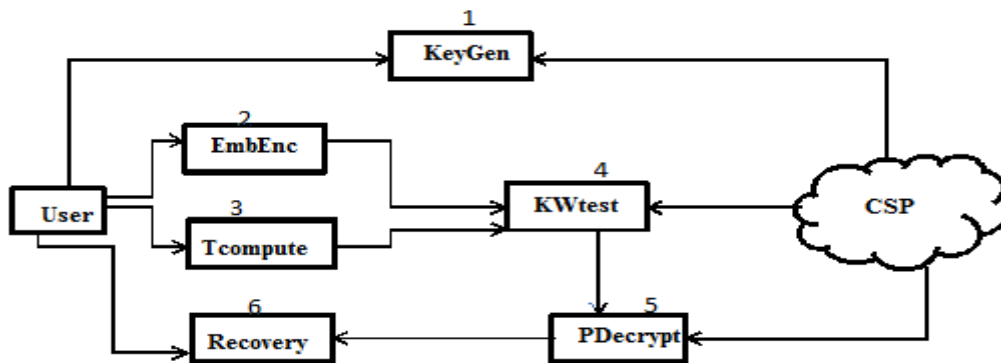 1
KeyGen
2
EmbEnc
3
Tcompute
User
4
KWtest
CSP
5
PDecrypt
6
Recovery